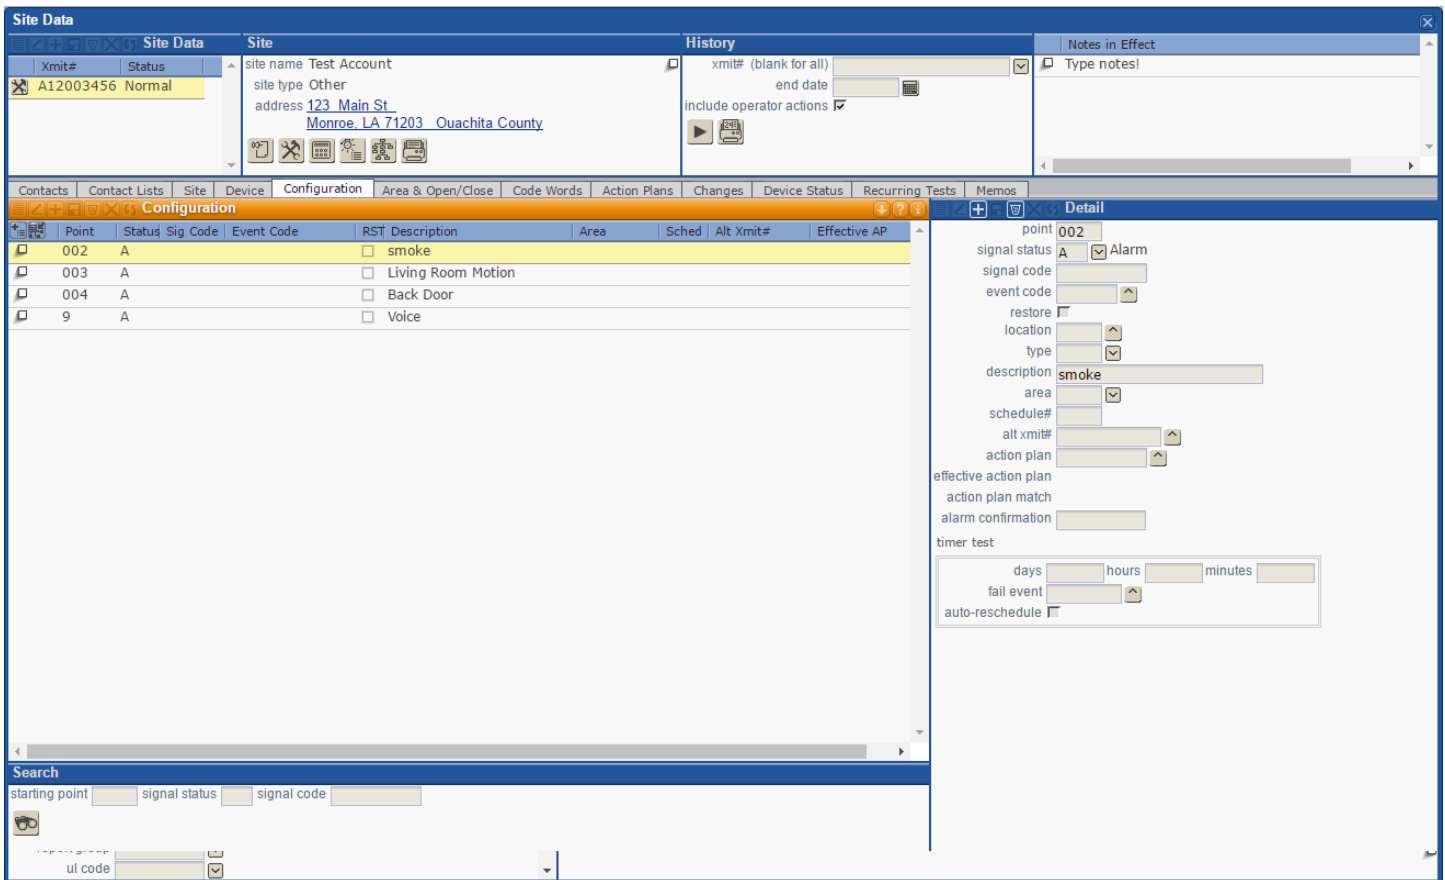 Site Data
Site Data
Xmit# Status
A12003456 Normal
Site
site name Test Account
site type Other
address 123 Main St
Monroe, LA 71203 Ouachita County
History
xmit# (blank for all)
end date
include operator actions
Notes in Effect
Type notes!
Contacts Contact Lists Site Device Configuration Area & Open/Close Code Words Action Plans Changes Device Status Recurring Tests Memos
Configuration
Point Status Sig Code Event Code RST Description Area Sched Alt Xmit# Effective AP
002 A smoke
003 A Living Room Motion
004 A Back Door
9 A Voice
Detail
point 002
signal status A Alarm
signal code
event code
restore
location
type
description smoke
area
schedule#
alt xmit#
action plan
effective action plan
action plan match
alarm confirmation
timer test
days hours minutes
fail event
auto-reschedule
Search
starting point signal status signal code
ul code